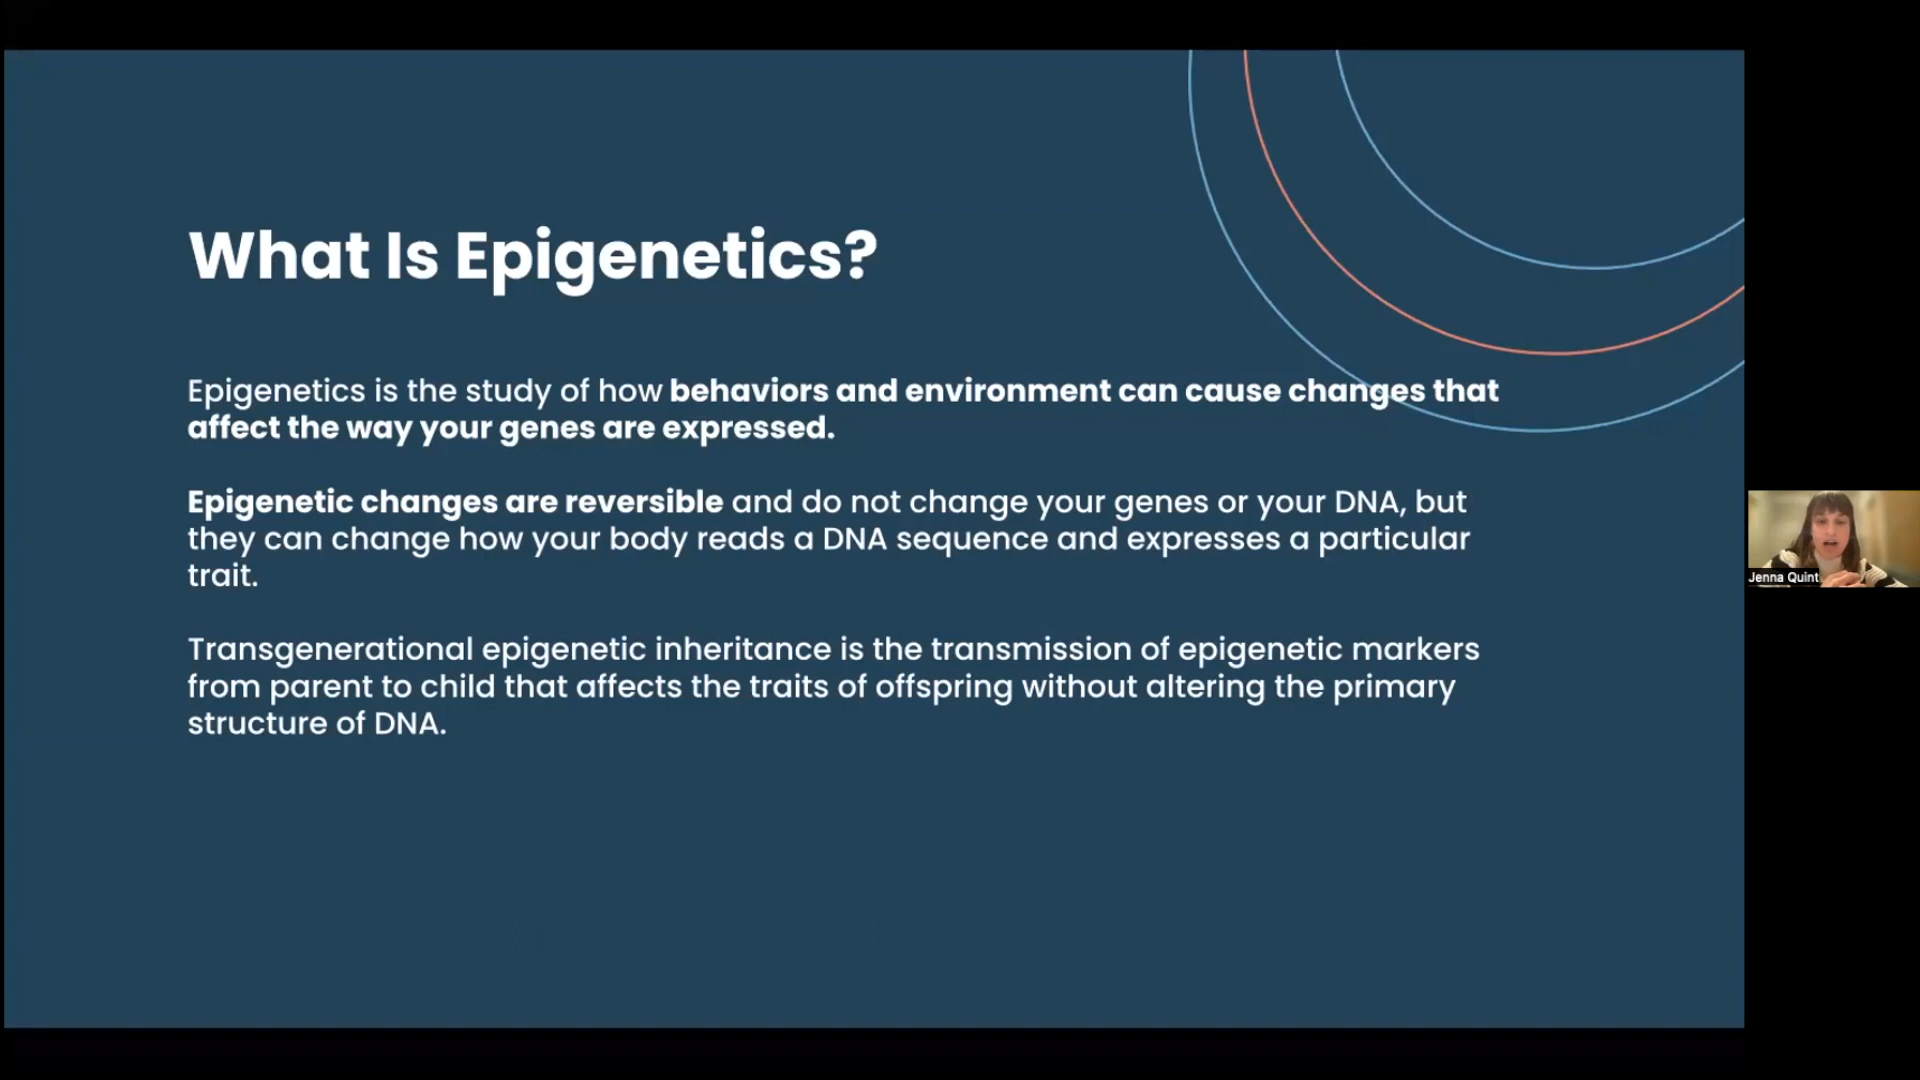 What Is Epigenetics?
Epigenetics is the study of how behaviors and environment can cause changes that
affect the way your genes are expressed.
Epigenetic changes are reversible and do not change your genes or your DNA, but
they can change how your body reads a DNA sequence and expresses a particular
trait.
Transgenerational epigenetic inheritance is the transmission of epigenetic markers
from parent to child that affects the traits of offspring without altering the primary
structure of DNA.
Jenna Quint